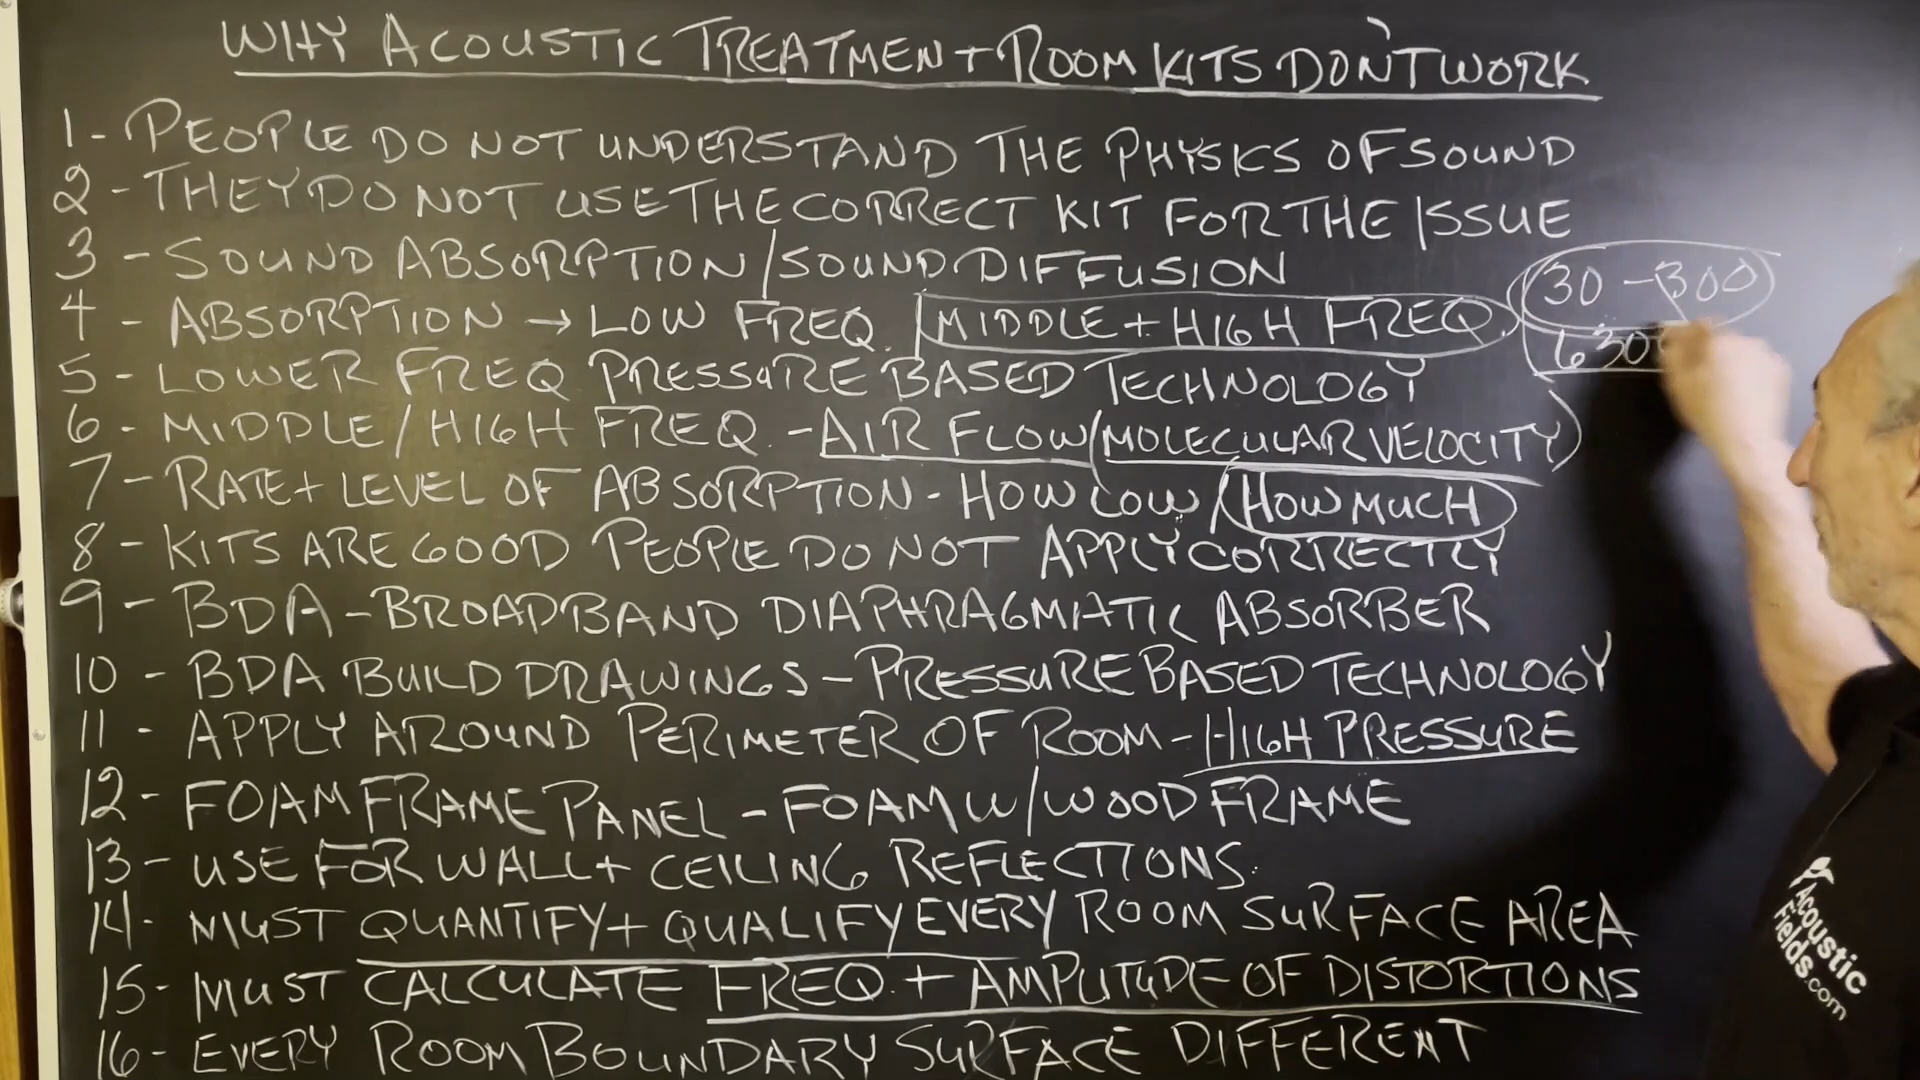 WHY ACOUSTIC TREATMENT ROOM KITS DON'T WORK
1 - PEOPLE DO NOT UNDERSTAND THE PHYSICS OF SOUND
2 - THEY DO NOT USE THE CORRECT KIT FOR THE ISSUE
3 - SOUND ABSORPTION / SOUND DIFFUSION
30 - 300
4 - ABSORPTION → LOW FREQ. / MIDDLE + HIGH FREQ.
5 - LOWER FREQ PRESSURE BASED TECHNOLOGY
6 - MIDDLE / HIGH FREQ. - AIR FLOW (MOLECULAR VELOCITY)
7 - RATE + LEVEL OF ABSORPTION - HOW LOW / HOW MUCH
8 - KITS ARE GOOD PEOPLE DO NOT APPLY CORRECTLY
9 - BDA - BROADBAND DIAPHRAGMATIC ABSORBER
10 - BDA BUILD DRAWINGS - PRESSURE BASED TECHNOLOGY
11 - APPLY AROUND PERIMETER OF ROOM - HIGH PRESSURE
12 - FOAM FRAME PANEL - FOAM W/WOOD FRAME
13 - USE FOR WALL + CEILING REFLECTIONS.
14 - MUST QUANTIFY + QUALIFY EVERY ROOM SURFACE AREA
15 - MUST CALCULATE FREQ. + AMPLITUDE OF DISTORTIONS
16 - EVERY ROOM BOUNDARY SURFACE DIFFERENT
Acoustic
Fields.com